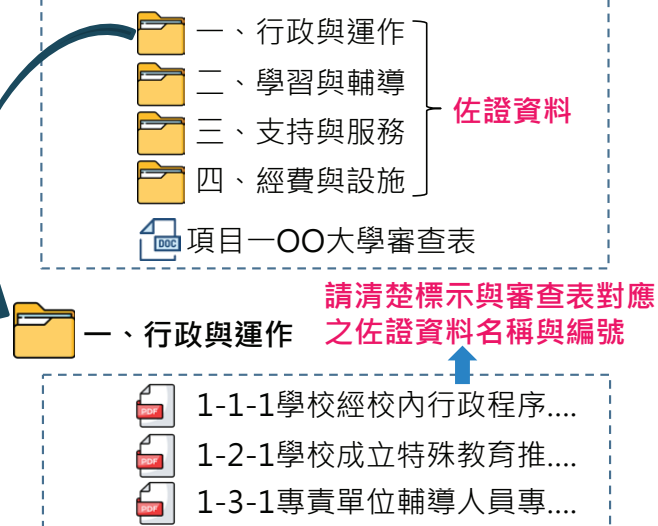 一、行政與運作
二、學習與輔導
三、支持與服務
四、經費與設施
佐證資料
DOC
項目一OO大學審查表
一、行政與運作
請清楚標示與審查表對應
之佐證資料名稱與編號
PDF
1-1-1學校經校內行政程序....
PDF
1-2-1學校成立特殊教育推....
PDF
1-3-1專責單位輔導人員專....